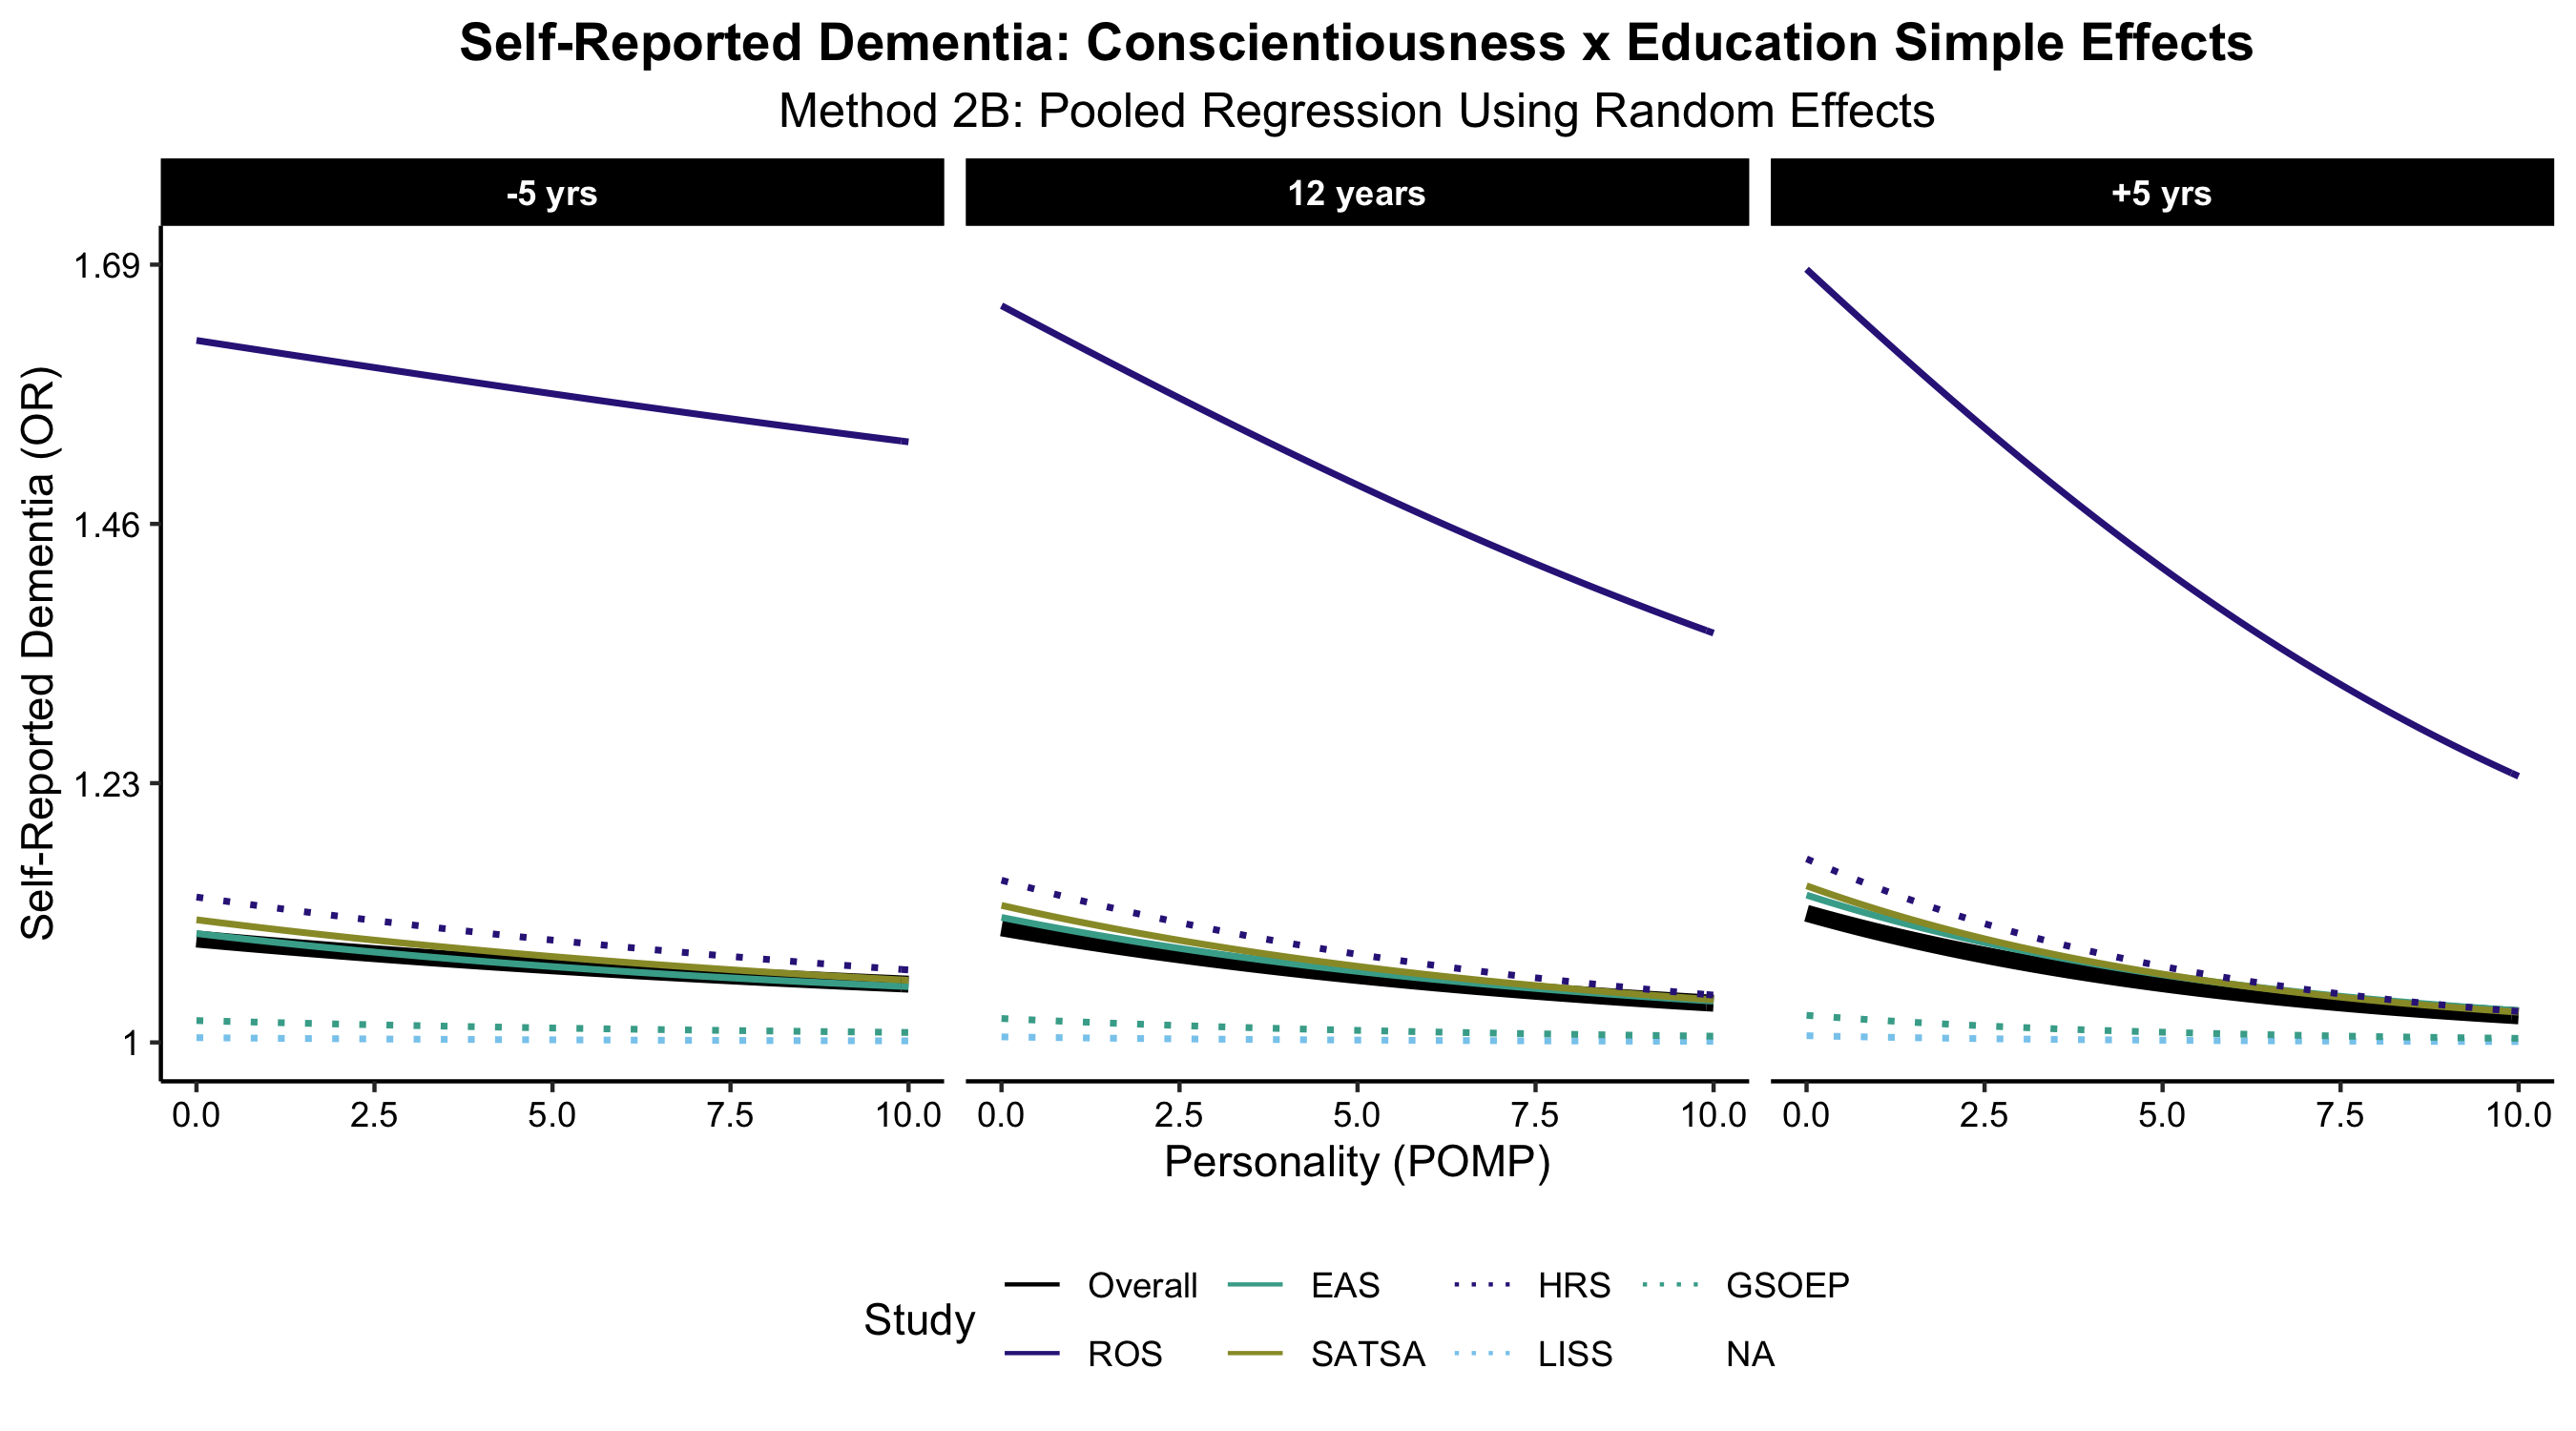 Self-Reported Dementia: Conscientiousness x Education Simple Effects
Method 2B: Pooled Regression Using Random Effects
-5 yrs
12 years
+5 yrs
Self-Reported Dementia (OR)
1.69
1.46
1.23
1
0.0 2.5 5.0 7.5 10.0
0.0 2.5 5.0 7.5 10.0
0.0 2.5 5.0 7.5 10.0
Personality (POMP)
Study
Overall EAS HRS GSOEP
ROS SATSA LISS NA